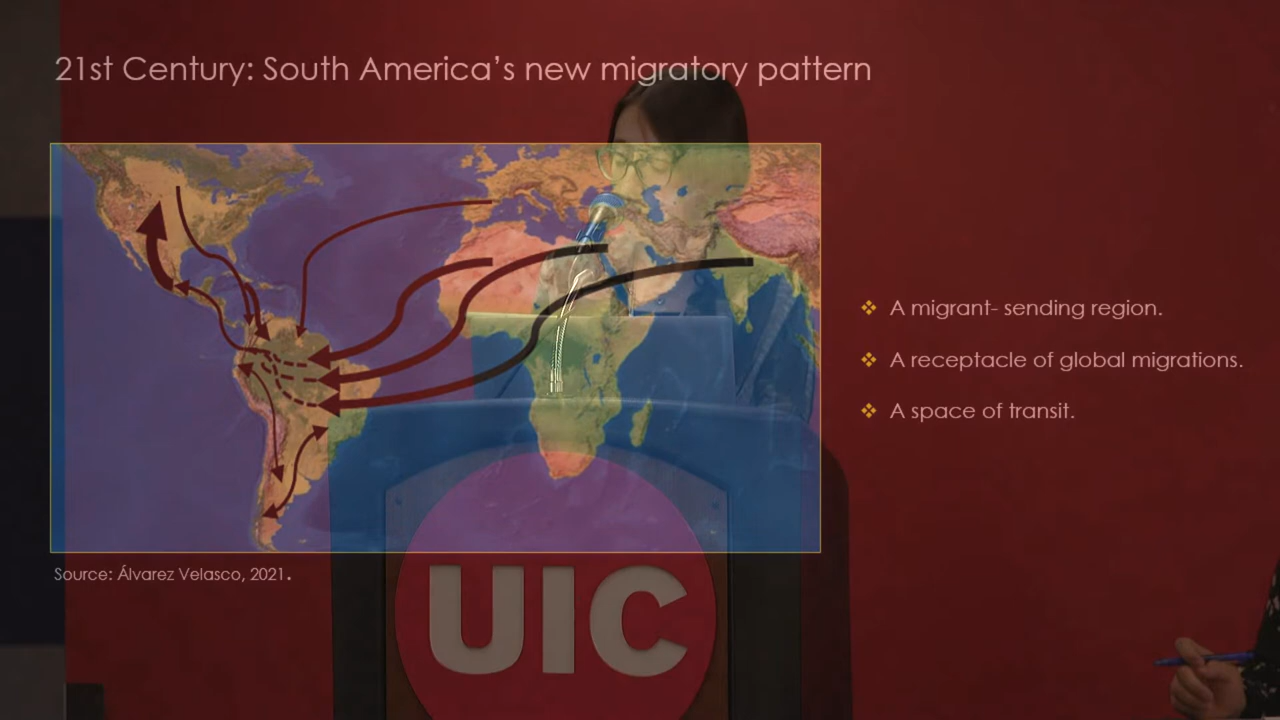 21st Century: South America's new migratory pattern
❖ A migrant- sending region.
❖ A receptacle of global migrations.
❖ A space of transit.
Source: Álvarez Velasco, 2021.
UIC